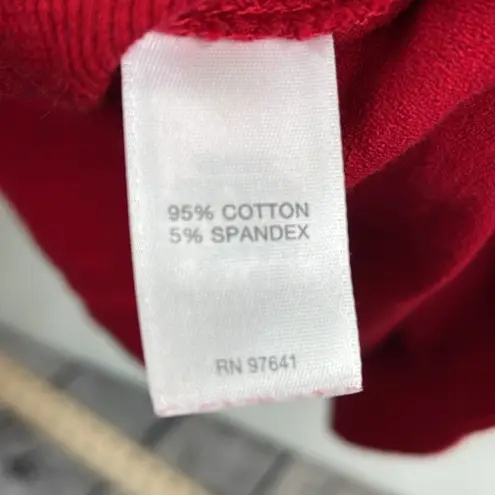 95% COTTON
5% SPANDEX
RN 97641